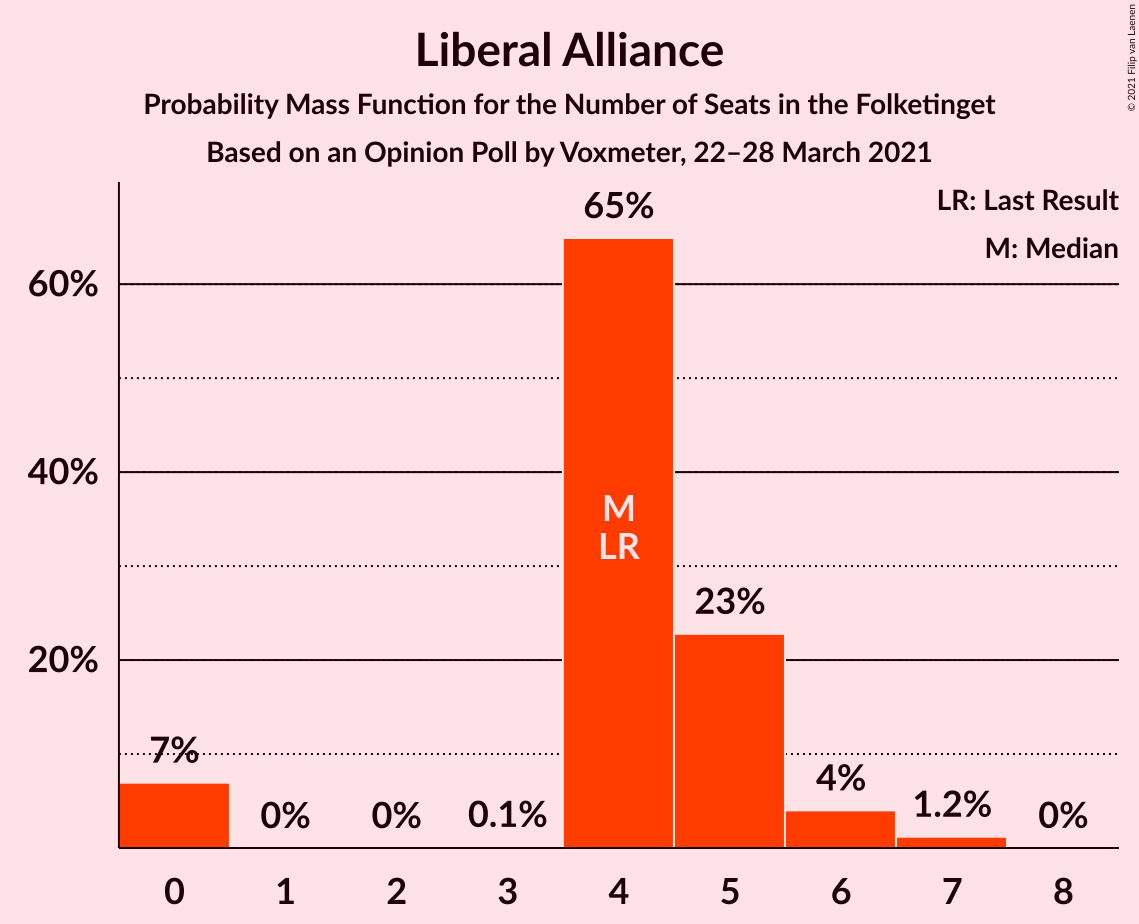 Liberal Alliance
Probability Mass Function for the Number of Seats in the Folketinget
Based on an Opinion Poll by Voxmeter, 22–28 March 2021
© 2021 Filip van Laenen
LR: Last Result
M: Median
60%
40%
20%
7%
0%
0%
0.1%
65%
M
LR
23%
4%
1.2%
0%
0
1
2
3
4
5
6
7
8